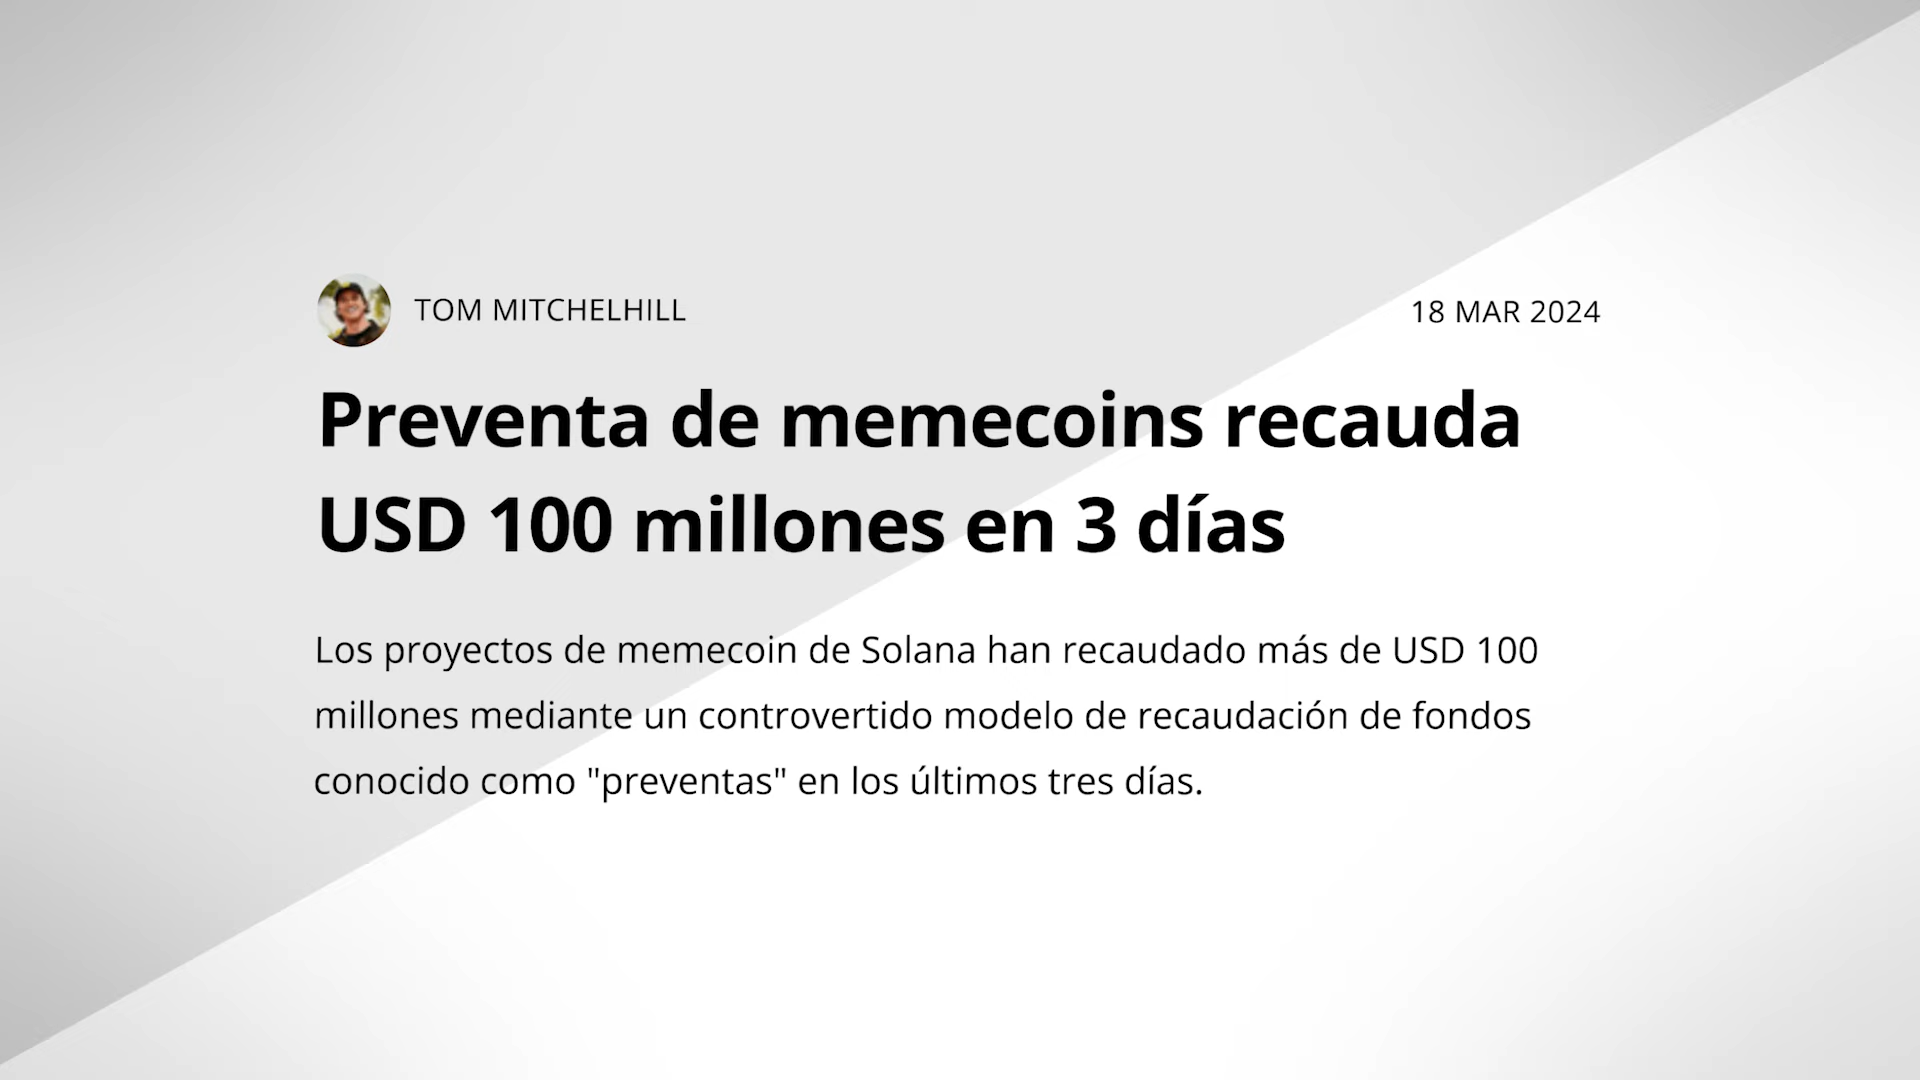 TOM MITCHELHILL
18 MAR 2024
Preventa de memecoins recauda
USD 100 millones en 3 días
Los proyectos de memecoin de Solana han recaudado más de USD 100
millones mediante un controvertido modelo de recaudación de fondos
conocido como "preventas" en los últimos tres días.